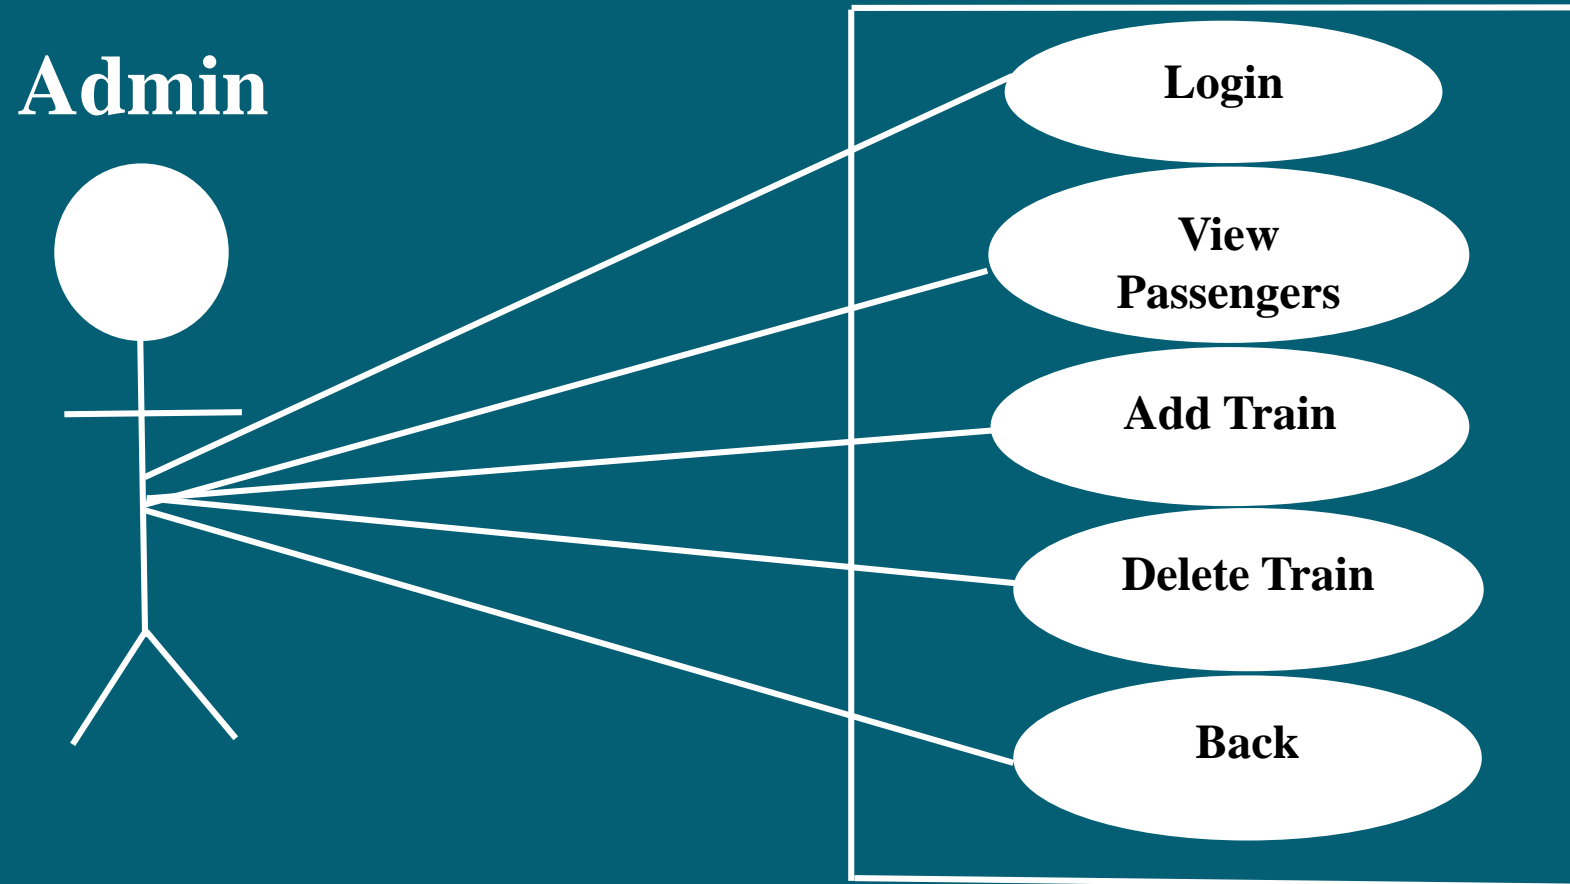 Admin
Login
View
Passengers
Add Train
Delete Train
Back